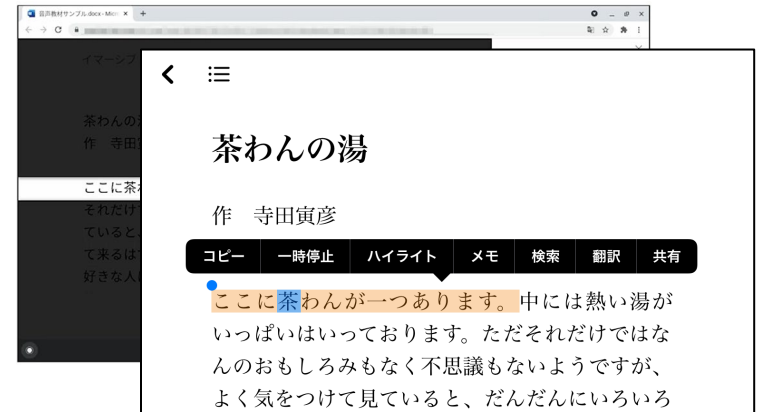 音声教材サンプル.docx - Micr
イマーシブ
茶わんの
作　寺田
ここに茶
それだけ
ていると、
て来るは
好きな人
茶わんの湯
作　寺田寅彦
コピー 一時停止 ハイライト メモ 検索 翻訳 共有
ここに茶わんが一つあります。中には熱い湯が
いっぱいはいっております。ただそれだけではな
んのおもしろみもなく不思議もないようですが、
よく気をつけて見ていると、だんだんにいろいろ